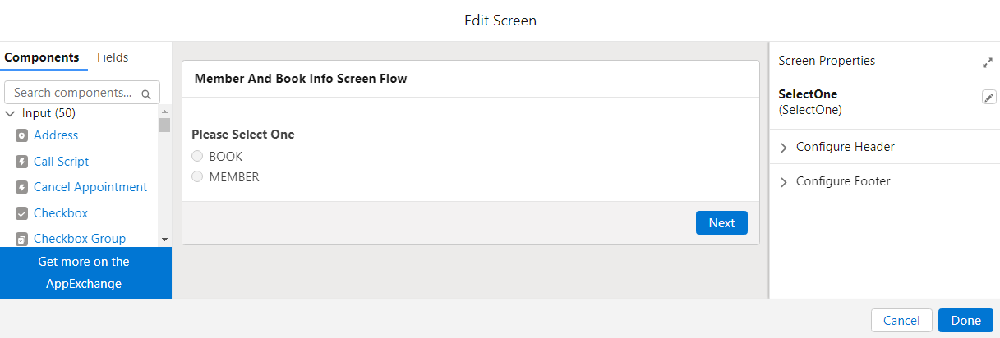 Edit Screen
Components Fields
Search components...
Input (50)
Address
Call Script
Cancel Appointment
Checkbox
Checkbox Group
Get more on the
AppExchange
Member And Book Info Screen Flow
Please Select One
BOOK
MEMBER
Next
Screen Properties
SelectOne
(SelectOne)
Configure Header
Configure Footer
Cancel Done